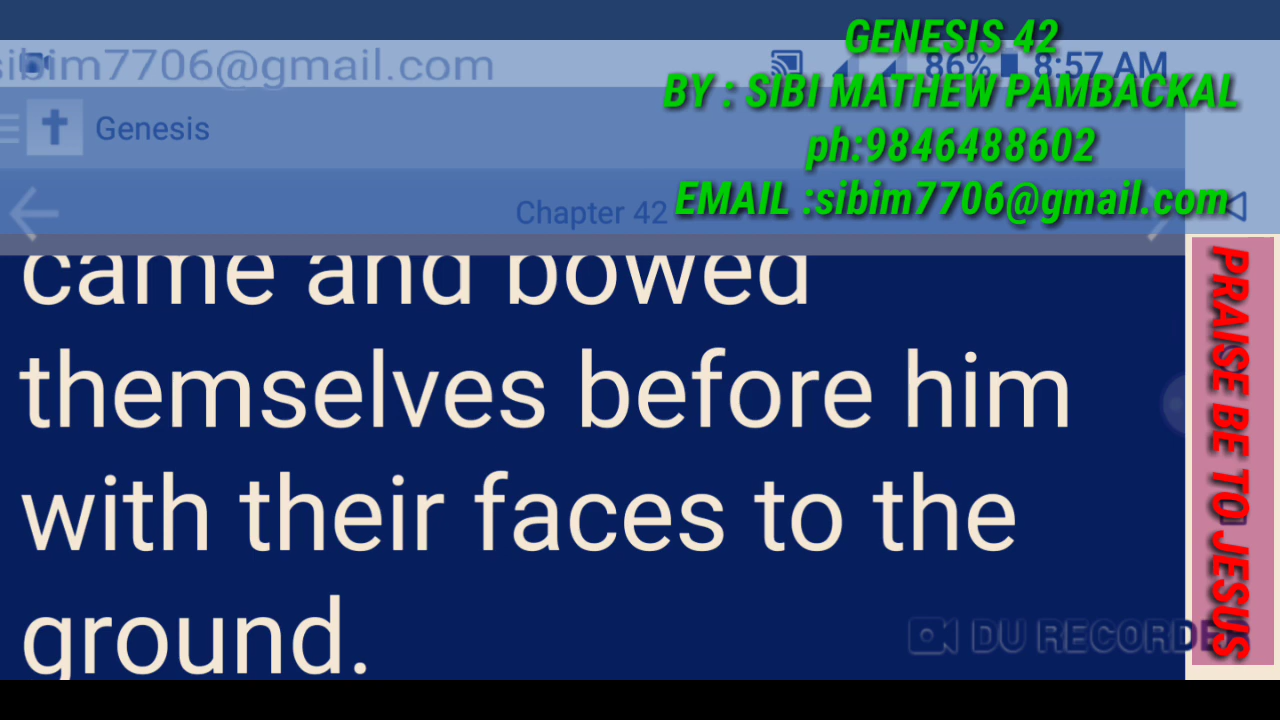 GENESIS 42
sibim7706@gmail.com
86% 8:57 AM
BY : SIBI MATHEW PAMBACKAL
Genesis
ph:9846488602
EMAIL :sibim7706@gmail.com
Chapter 42
came and bowed
themselves before him
with their faces to the
ground.
PRAISE BE TO JESUS
DU RECORDER